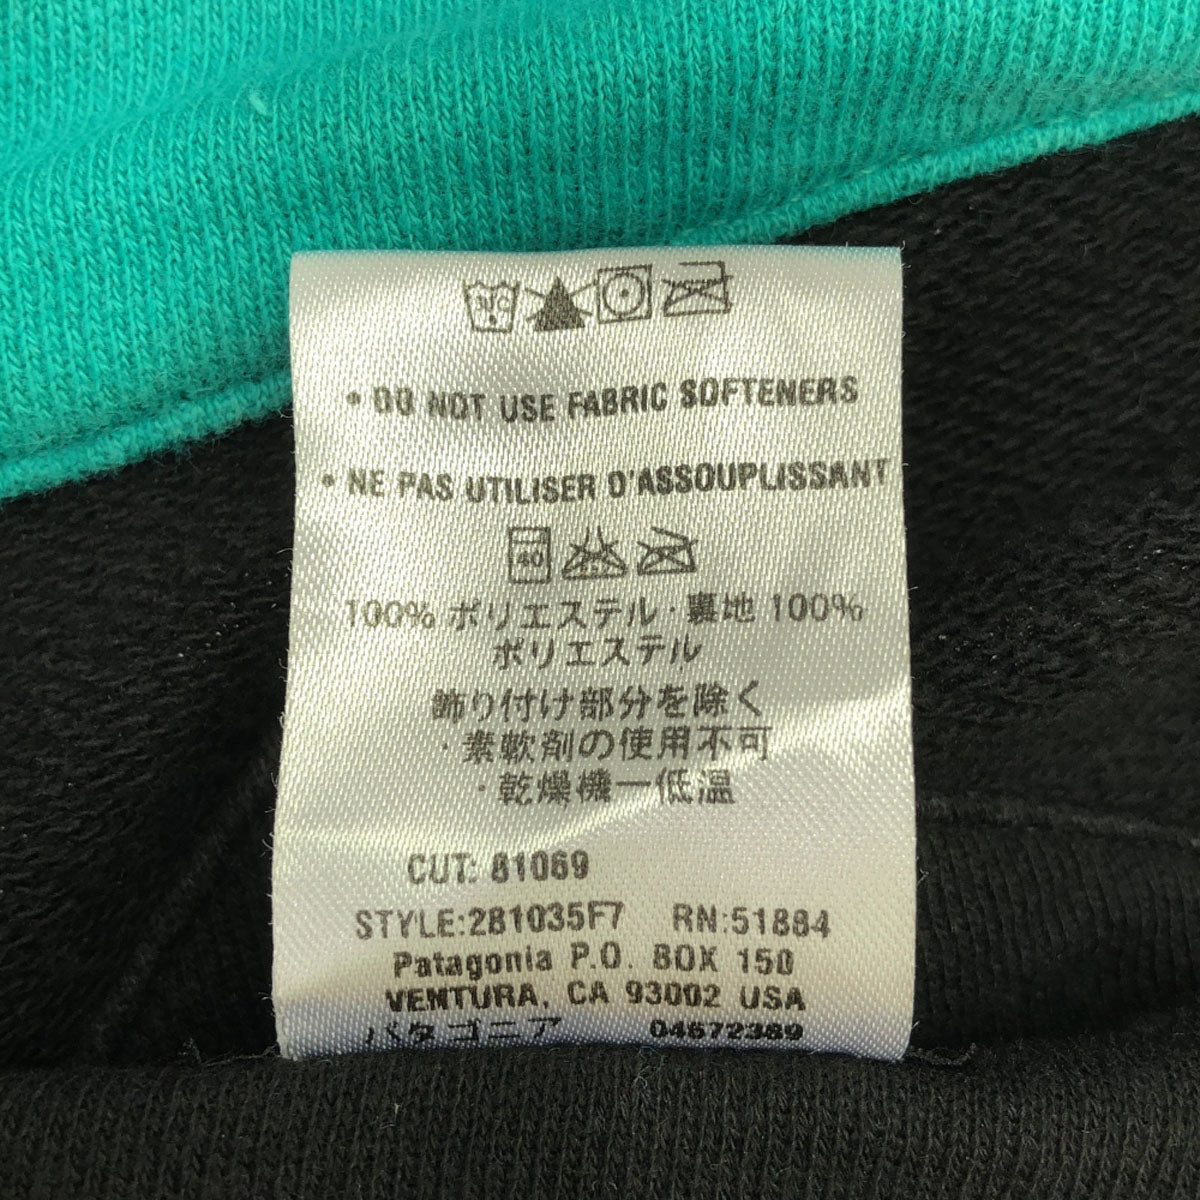 • DO NOT USE FABRIC SOFTENERS
• NE PAS UTILISER D'ASSOUPLISSANT
40
100% ポリエステル・裏地 100%
ポリエステル
飾り付け部分を除く
・素軟剤の使用不可
・乾燥機ー低温
CUT: 81069
STYLE:281035F7 RN:51884
Patagonia P.O. BOX 150
VENTURA, CA 93002 USA
パタゴニア 04672389